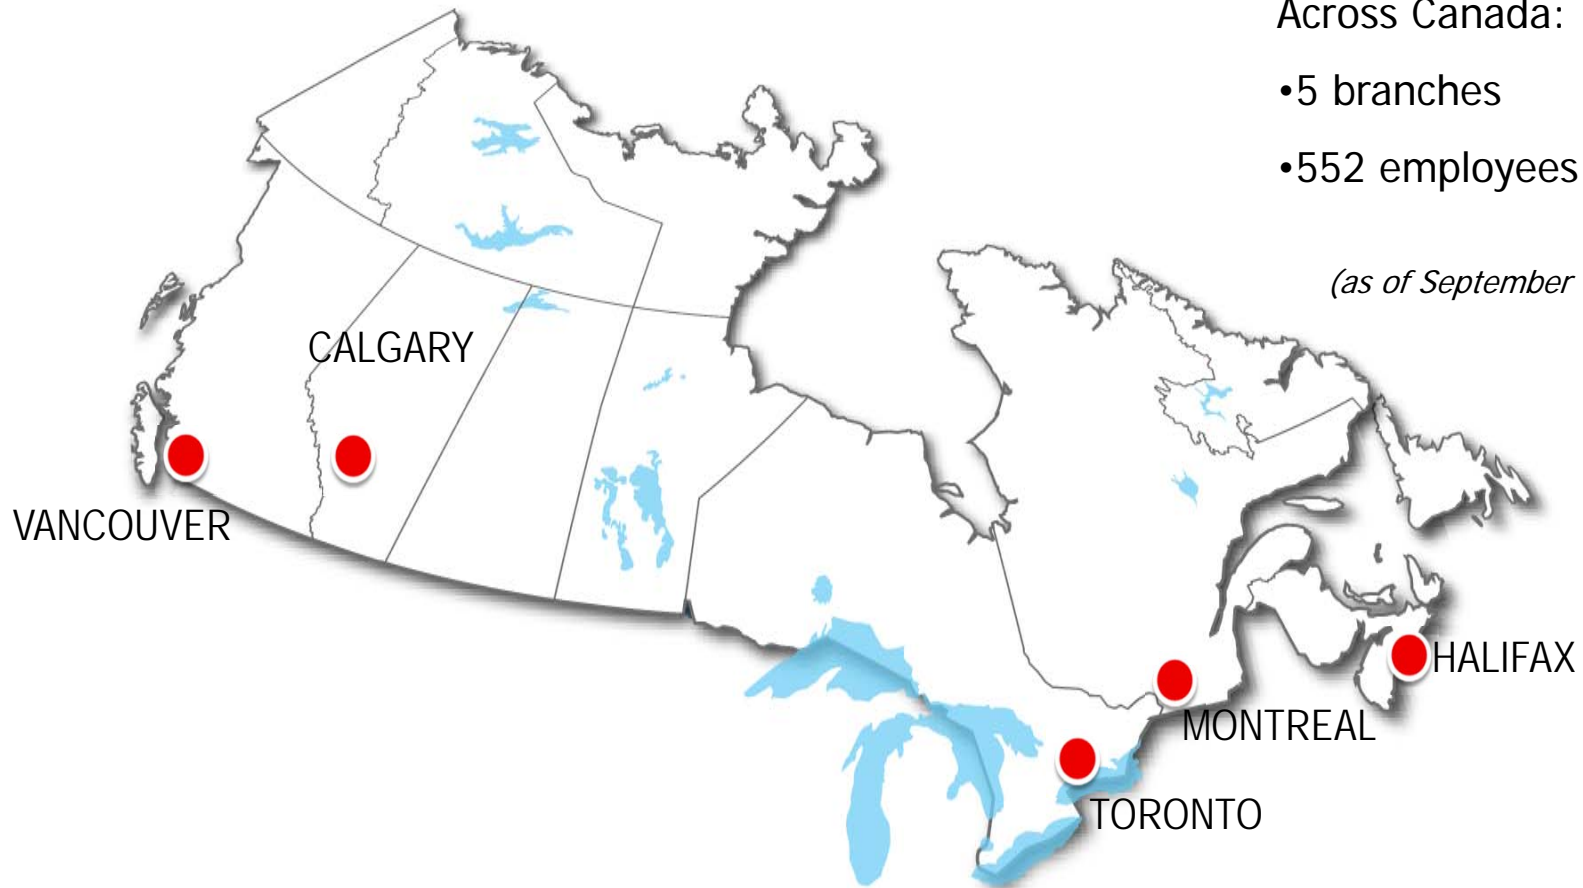 Across Canada:
•5 branches
•552 employees
(as of September
CALGARY
VANCOUVER
HALIFAX
MONTREAL
TORONTO